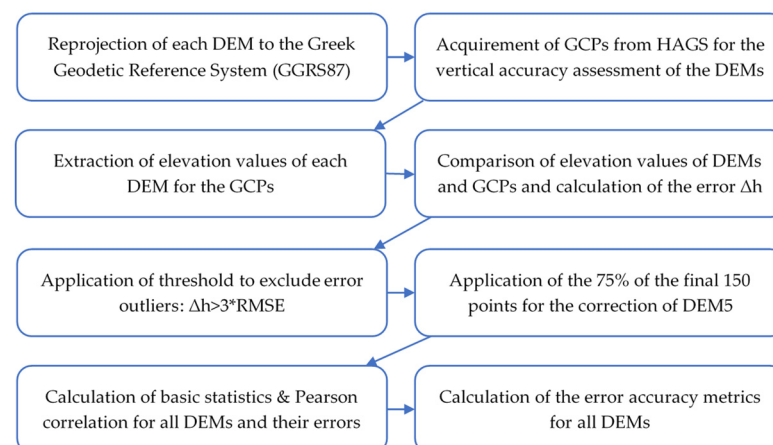 Reprojection of each DEM to the Greek
Geodetic Reference System (GGRS87)
Acquirement of GCPs from HAGS for the
vertical accuracy assessment of the DEMs
Extraction of elevation values of each
DEM for the GCPs
Comparison of elevation values of DEMs
and GCPs and calculation of the error Δh
Application of threshold to exclude error
outliers: Δh>3*RMSE
Application of the 75% of the final 150
points for the correction of DEM5
Calculation of basic statistics & Pearson
correlation for all DEMs and their errors
Calculation of the error accuracy metrics
for all DEMs